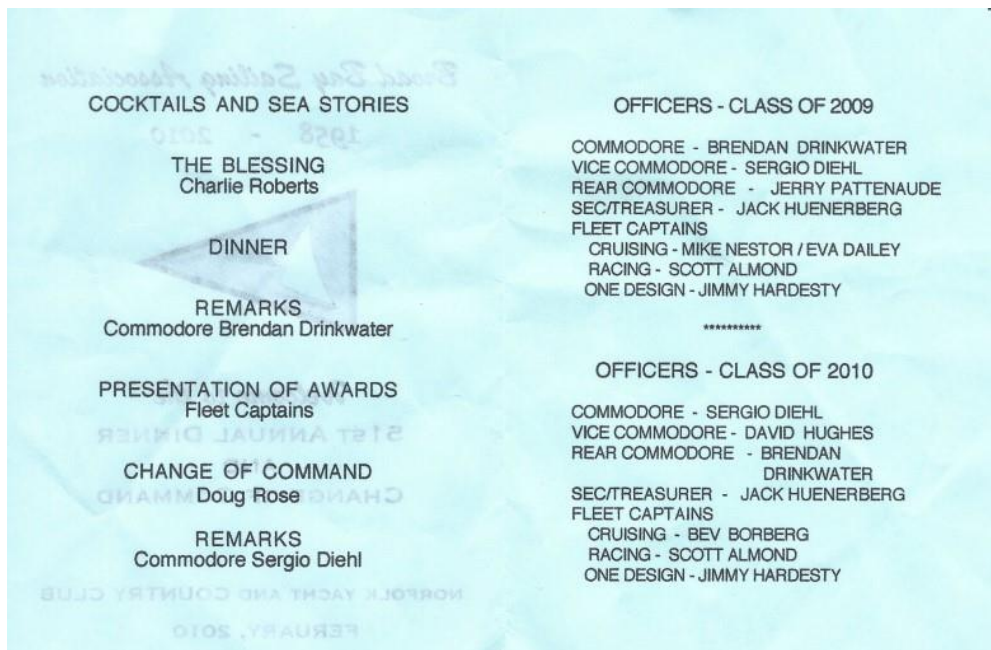 COCKTAILS AND SEA STORIES
THE BLESSING
Charlie Roberts
DINNER
REMARKS
Commodore Brendan Drinkwater
PRESENTATION OF AWARDS
Fleet Captains
CHANGE OF COMMAND
Doug Rose
REMARKS
Commodore Sergio Diehl
OFFICERS - CLASS OF 2009
COMMODORE - BRENDAN DRINKWATER
VICE COMMODORE - SERGIO DIEHL
REAR COMMODORE - JERRY PATTENAUDE
SEC/TREASURER - JACK HUENERBERG
FLEET CAPTAINS
CRUISING - MIKE NESTOR / EVA DAILEY
RACING - SCOTT ALMOND
ONE DESIGN - JIMMY HARDESTY
**********
OFFICERS - CLASS OF 2010
COMMODORE - SERGIO DIEHL
VICE COMMODORE - DAVID HUGHES
REAR COMMODORE - BRENDAN
DRINKWATER
SEC/TREASURER - JACK HUENERBERG
FLEET CAPTAINS
CRUISING - BEV BORBERG
RACING - SCOTT ALMOND
ONE DESIGN - JIMMY HARDESTY